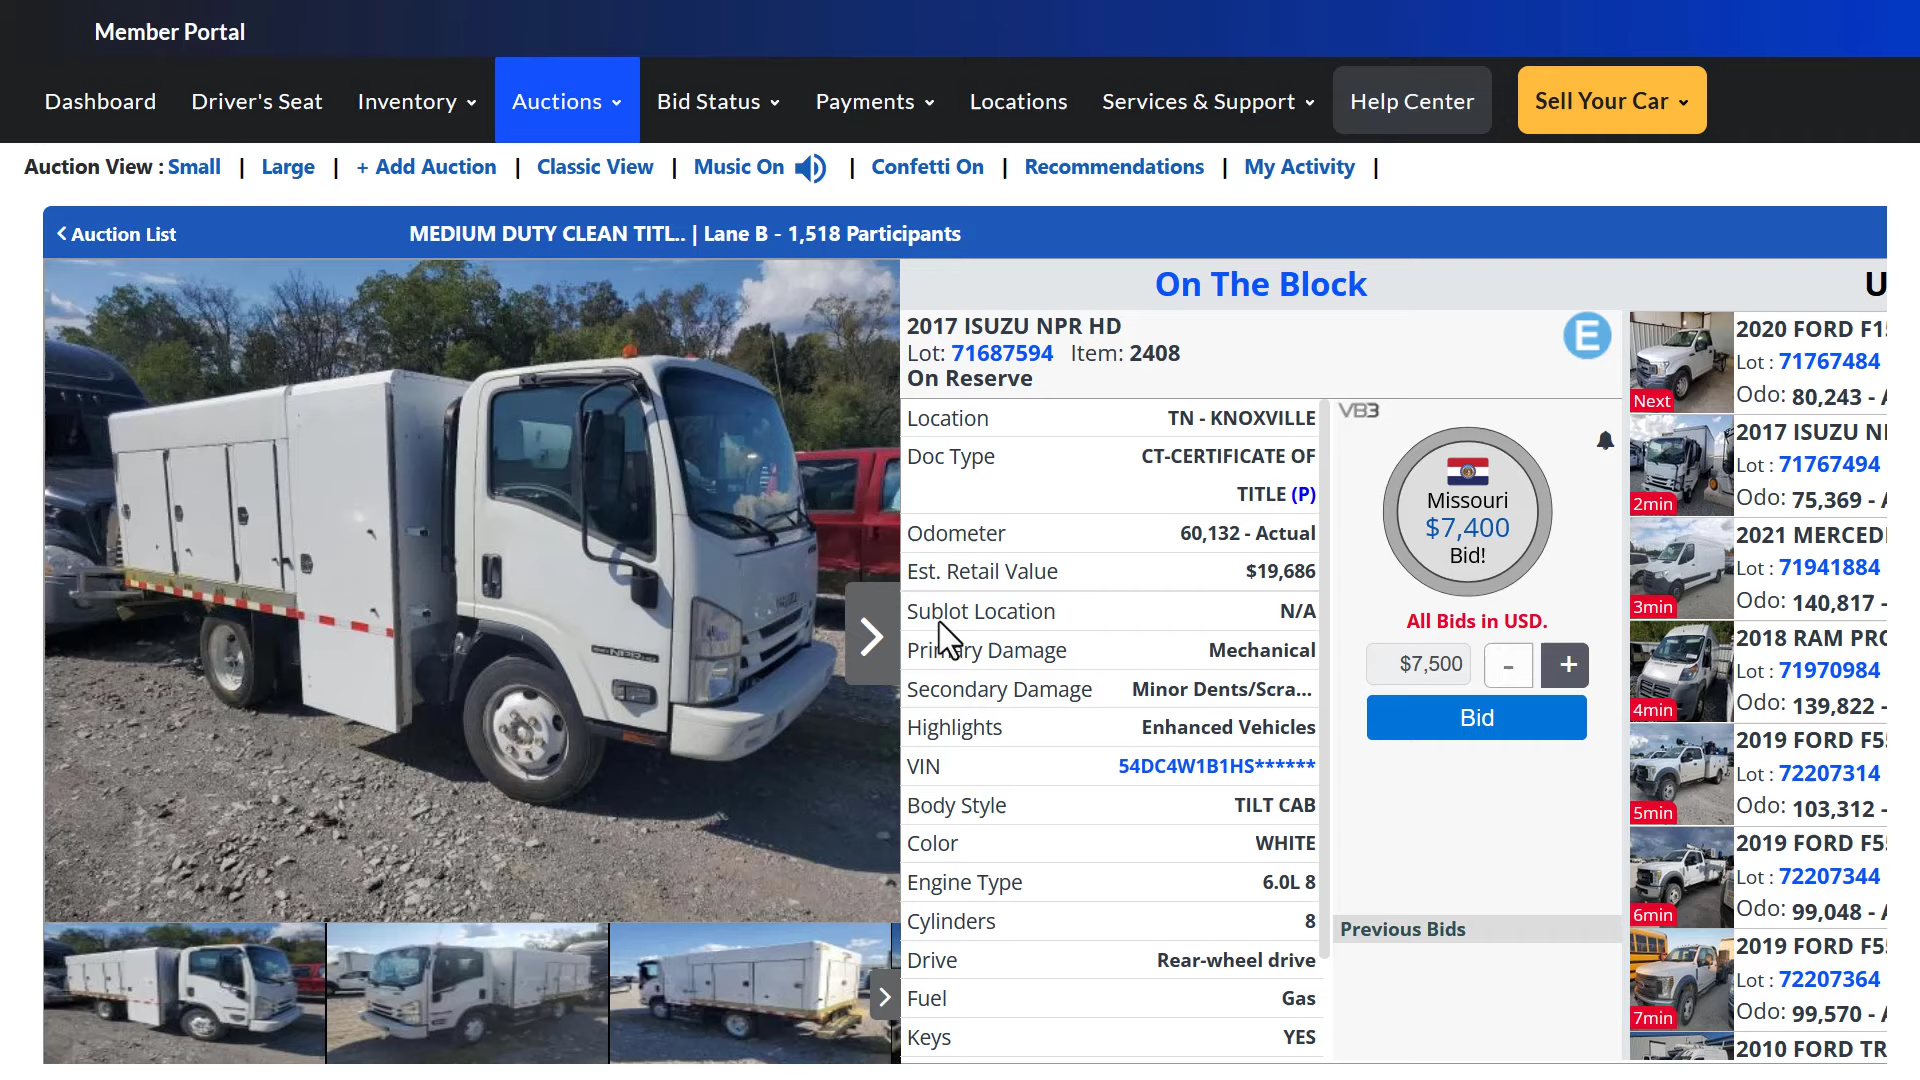 Member Portal
Dashboard Driver's Seat Inventory Auctions Bid Status Payments Locations Services & Support Help Center Sell Your Car
Auction View : Small | Large | + Add Auction | Classic View | Music On | Confetti On | Recommendations | My Activity |
Auction List MEDIUM DUTY CLEAN TITL.. | Lane B - 1,518 Participants
On The Block
2017 ISUZU NPR HD
Lot: 71687594 Item: 2408
On Reserve
E
Location TN - KNOXVILLE
Doc Type CT-CERTIFICATE OF
TITLE (P)
Odometer 60,132 - Actual
Est. Retail Value $19,686
Sublot Location N/A
Primary Damage Mechanical
Secondary Damage Minor Dents/Scra...
Highlights Enhanced Vehicles
VIN 54DC4W1B1HS******
Body Style TILT CAB
Color WHITE
Engine Type 6.0L 8
Cylinders 8
Drive Rear-wheel drive
Fuel Gas
Keys YES
VB3
Missouri
$7,400
Bid!
All Bids in USD.
$7,500 - +
Bid
Previous Bids
U
2020 FORD F1
Lot : 71767484
Odo: 80,243 - A
Next
2017 ISUZU N
Lot : 71767494
Odo: 75,369 - A
2min
2021 MERCED
Lot : 71941884
Odo: 140,817 -
3min
2018 RAM PRO
Lot : 71970984
Odo: 139,822 -
4min
2019 FORD F5
Lot : 72207314
Odo: 103,312 -
5min
2019 FORD F5
Lot : 72207344
Odo: 99,048 - A
6min
2019 FORD F5
Lot : 72207364
Odo: 99,570 - A
7min
2010 FORD TR